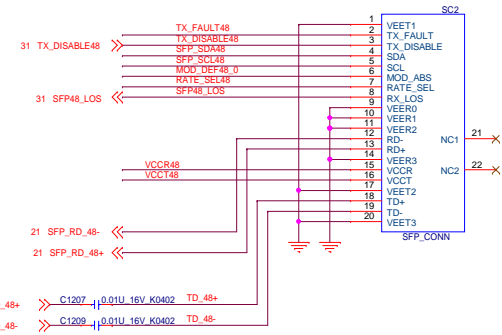 SC2
1 VEET1
TX_FAULT48 2 TX_FAULT
31 TX_DISABLE48 TX_DISABLE48 3 TX_DISABLE
SFP_SDA48 4 SDA
SFP_SCL48 5 SCL
MOD_DEF48_0 6 MOD_ABS
RATE_SEL48 7 RATE_SEL
31 SFP48_LOS SFP48_LOS 8 RX_LOS
9 VEER0
10 VEER1
11 VEER2
12 RD- NC1 21
13 RD+
14 VEER3
VCCR48 15 VCCR NC2 22
VCCT48 16 VCCT
17 VEET2
18 TD+
19 TD-
20 VEET3
21 SFP_RD_48-
SFP_CONN
21 SFP_RD_48+
_48+ C1207 0.01U_16V_K0402 TD_48+
_48- C1209 0.01U_16V_K0402 TD_48-